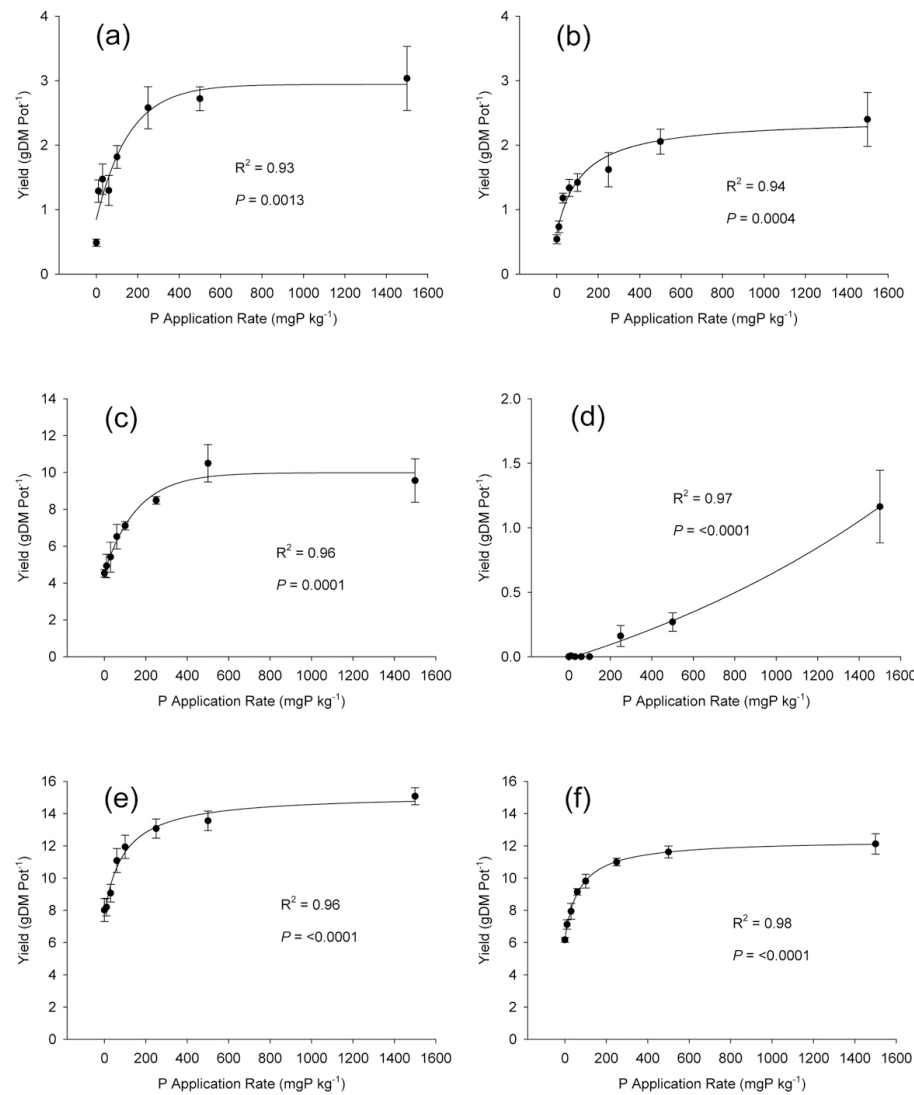 (a)
4
3
2
1
0
Yield (gDM Pot⁻¹)
R² = 0.93
P = 0.0013
0 200 400 600 800 1000 1200 1400 1600
P Application Rate (mgP kg⁻¹)
(b)
4
3
2
1
0
Yield (gDM Pot⁻¹)
R² = 0.94
P = 0.0004
0 200 400 600 800 1000 1200 1400 1600
P Application Rate (mgP kg⁻¹)
(c)
14
12
10
8
6
4
2
0
Yield (gDM Pot⁻¹)
R² = 0.96
P = 0.0001
0 200 400 600 800 1000 1200 1400 1600
P Application Rate (mgP kg⁻¹)
(d)
2.0
1.5
1.0
0.5
0.0
Yield (gDM Pot⁻¹)
R² = 0.97
P = <0.0001
0 200 400 600 800 1000 1200 1400 1600
P Application Rate (mgP kg⁻¹)
(e)
16
14
12
10
8
6
4
2
0
Yield (gDM Pot⁻¹)
R² = 0.96
P = <0.0001
0 200 400 600 800 1000 1200 1400 1600
P Application Rate (mgP kg⁻¹)
(f)
16
14
12
10
8
6
4
2
0
Yield (gDM Pot⁻¹)
R² = 0.98
P = <0.0001
0 200 400 600 800 1000 1200 1400 1600
P Application Rate (mgP kg⁻¹)